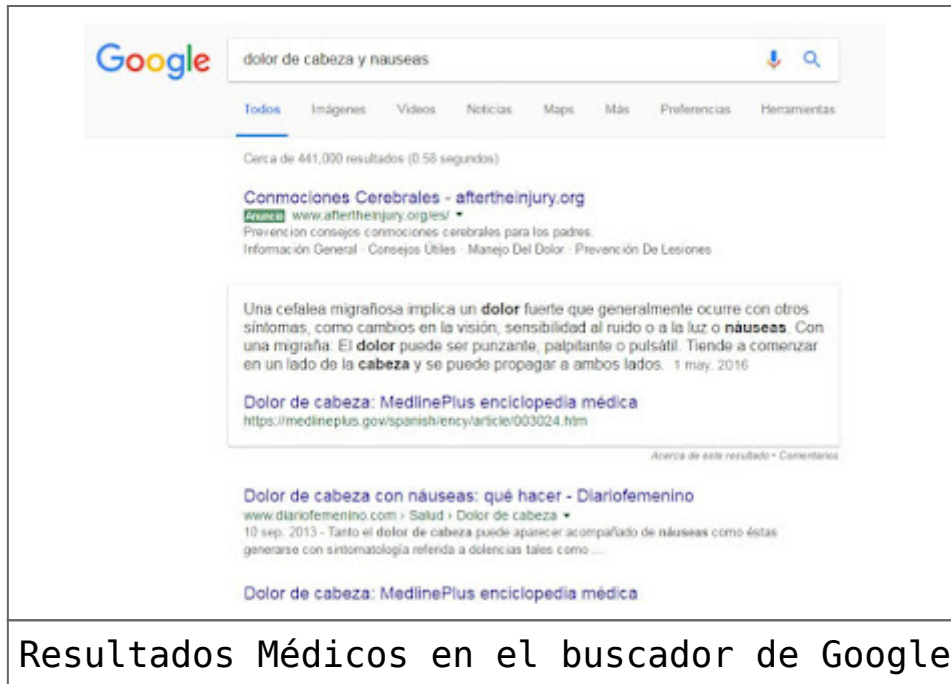 Google
dolor de cabeza y nauseas
Todos Imágenes Videos Noticias Maps Más Preferencias Herramientas
Cerca de 441,000 resultados (0.58 segundos)
Conmociones Cerebrales - aftertheinjury.org
Anuncio www.aftertheinjury.org/es/
Prevencion consejos conmociones cerebrales para los padres.
Información General · Consejos Útiles · Manejo Del Dolor · Prevención De Lesiones
Una cefalea migrañosa implica un dolor fuerte que generalmente ocurre con otros
síntomas, como cambios en la visión, sensibilidad al ruido o a la luz o náuseas. Con
una migraña: El dolor puede ser punzante, palpitante o pulsátil. Tiende a comenzar
en un lado de la cabeza y se puede propagar a ambos lados. 1 may. 2016
Dolor de cabeza: MedlinePlus enciclopedia médica
https://medlineplus.gov/spanish/ency/article/003024.htm
Acerca de este resultado • Comentarios
Dolor de cabeza con náuseas: qué hacer - Diariofemenino
www.diariofemenino.com › Salud › Dolor de cabeza
10 sep. 2013 - Tanto el dolor de cabeza puede aparecer acompañado de náuseas como éstas
generarse con sintomatología referida a dolencias tales como ...
Dolor de cabeza: MedlinePlus enciclopedia médica
Resultados Médicos en el buscador de Google